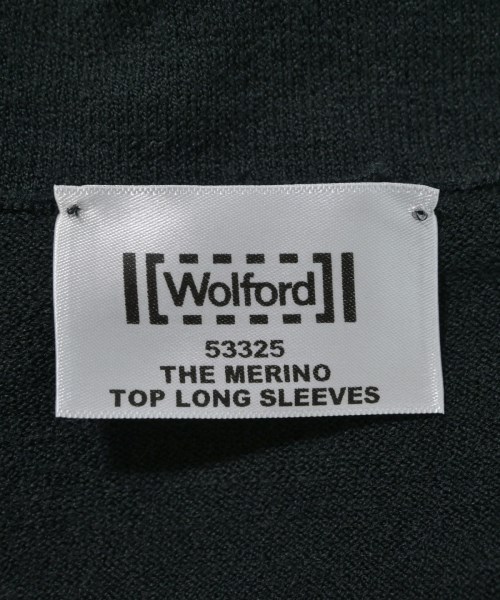 Wolford
53325
THE MERINO
TOP LONG SLEEVES